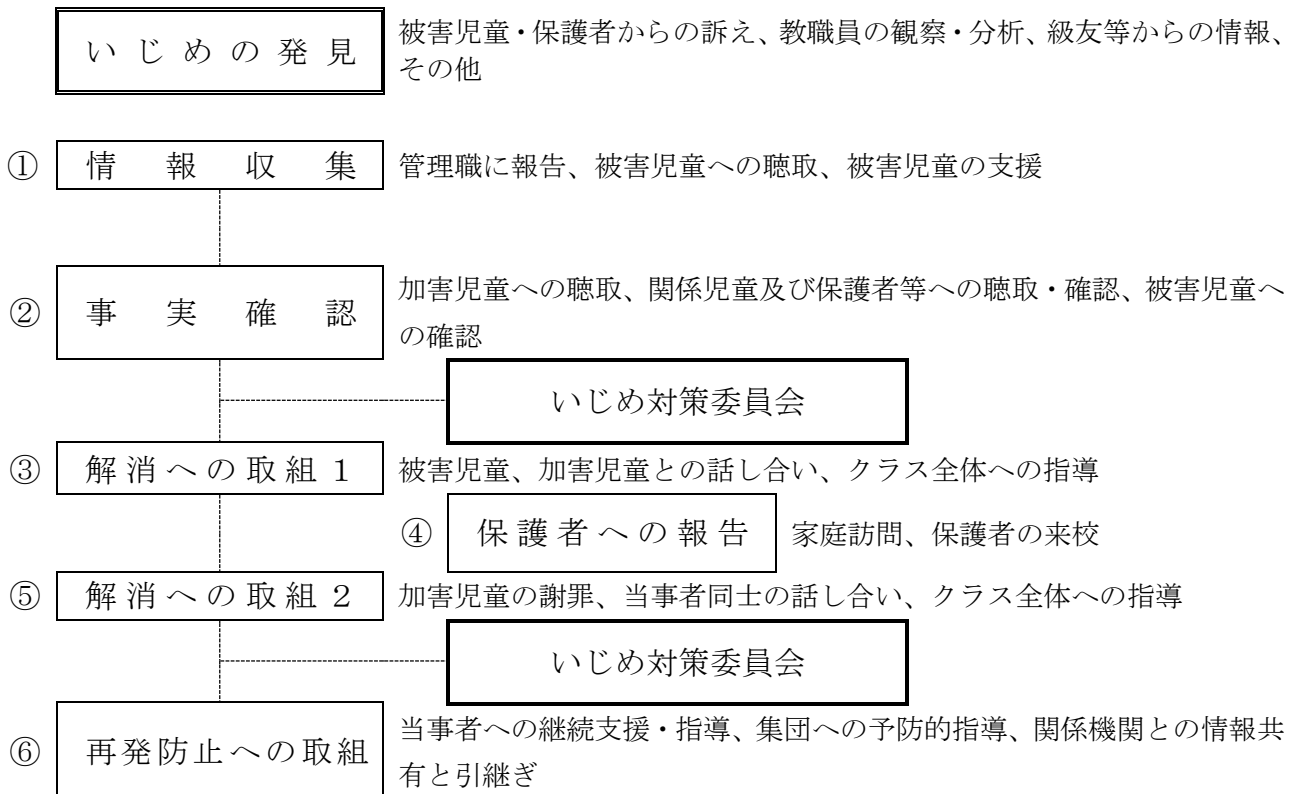 いじめの発見
被害児童・保護者からの訴え、教職員の観察・分析、級友等からの情報、
その他
① 情報収集
管理職に報告、被害児童への聴取、被害児童の支援
② 事実確認
加害児童への聴取、関係児童及び保護者等への聴取・確認、被害児童へ
の確認
いじめ対策委員会
③ 解消への取組1
被害児童、加害児童との話し合い、クラス全体への指導
④ 保護者への報告
家庭訪問、保護者の来校
⑤ 解消への取組2
加害児童の謝罪、当事者同士の話し合い、クラス全体への指導
いじめ対策委員会
⑥ 再発防止への取組
当事者への継続支援・指導、集団への予防的指導、関係機関との情報共
有と引継ぎ